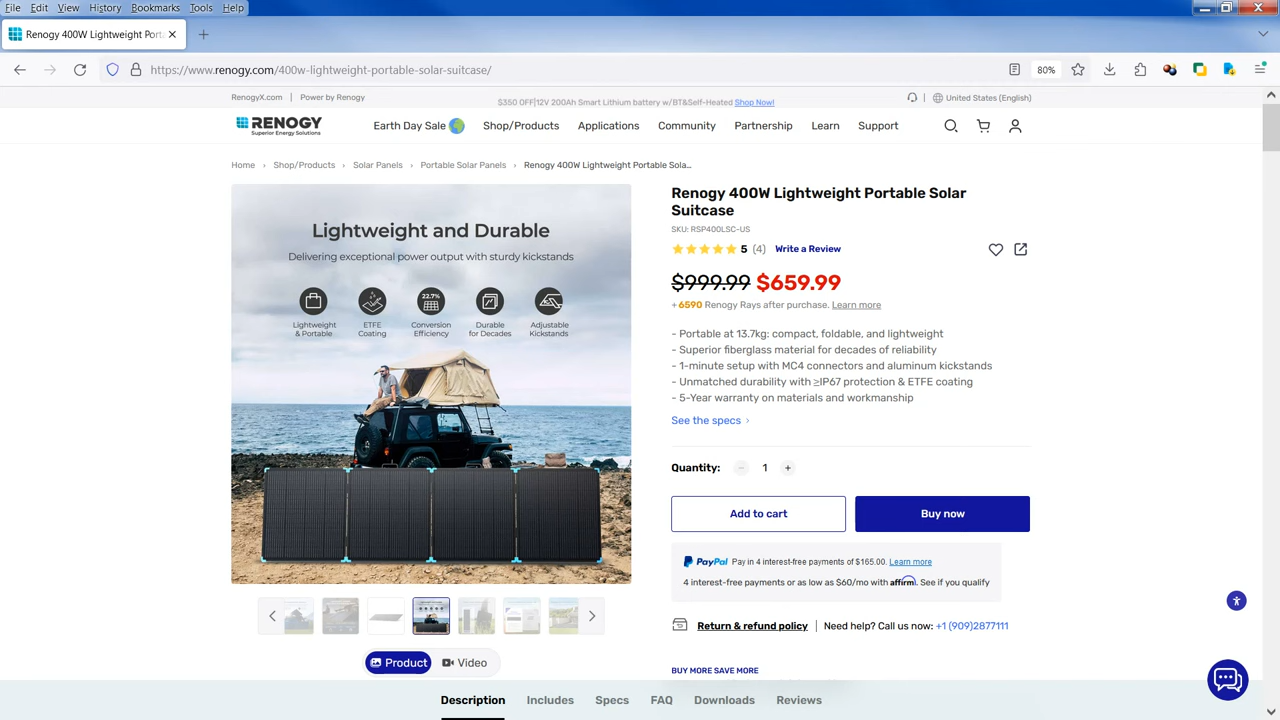 File Edit View History Bookmarks Tools Help
Renogy 400W Lightweight Port
https://www.renogy.com/400w-lightweight-portable-solar-suitcase/
80%
RenogyX.com | Power by Renogy
$350 OFF|12V 200Ah Smart Lithium battery w/BT&Self-Heated Shop Now!
United States (English)
RENOGY
Superior Energy Solutions
Earth Day Sale Shop/Products Applications Community Partnership Learn Support
Home › Shop/Products › Solar Panels › Portable Solar Panels › Renogy 400W Lightweight Portable Sola...
Lightweight and Durable
Delivering exceptional power output with sturdy kickstands
22.7%
Lightweight & Portable
ETFE Coating
Conversion Efficiency
Durable for Decades
Adjustable Kickstands
Product Video
Renogy 400W Lightweight Portable Solar
Suitcase
SKU: RSP400LSC-US
5 (4) Write a Review
$999.99 $659.99
+6590 Renogy Rays after purchase. Learn more
- Portable at 13.7kg: compact, foldable, and lightweight
- Superior fiberglass material for decades of reliability
- 1-minute setup with MC4 connectors and aluminum kickstands
- Unmatched durability with ≥IP67 protection & ETFE coating
- 5-Year warranty on materials and workmanship
See the specs ›
Quantity: − 1 +
Add to cart Buy now
PayPal Pay in 4 interest-free payments of $165.00. Learn more
4 interest-free payments or as low as $60/mo with affirm. See if you qualify
Return & refund policy | Need help? Call us now: +1 (909)2877111
BUY MORE SAVE MORE
Description Includes Specs FAQ Downloads Reviews